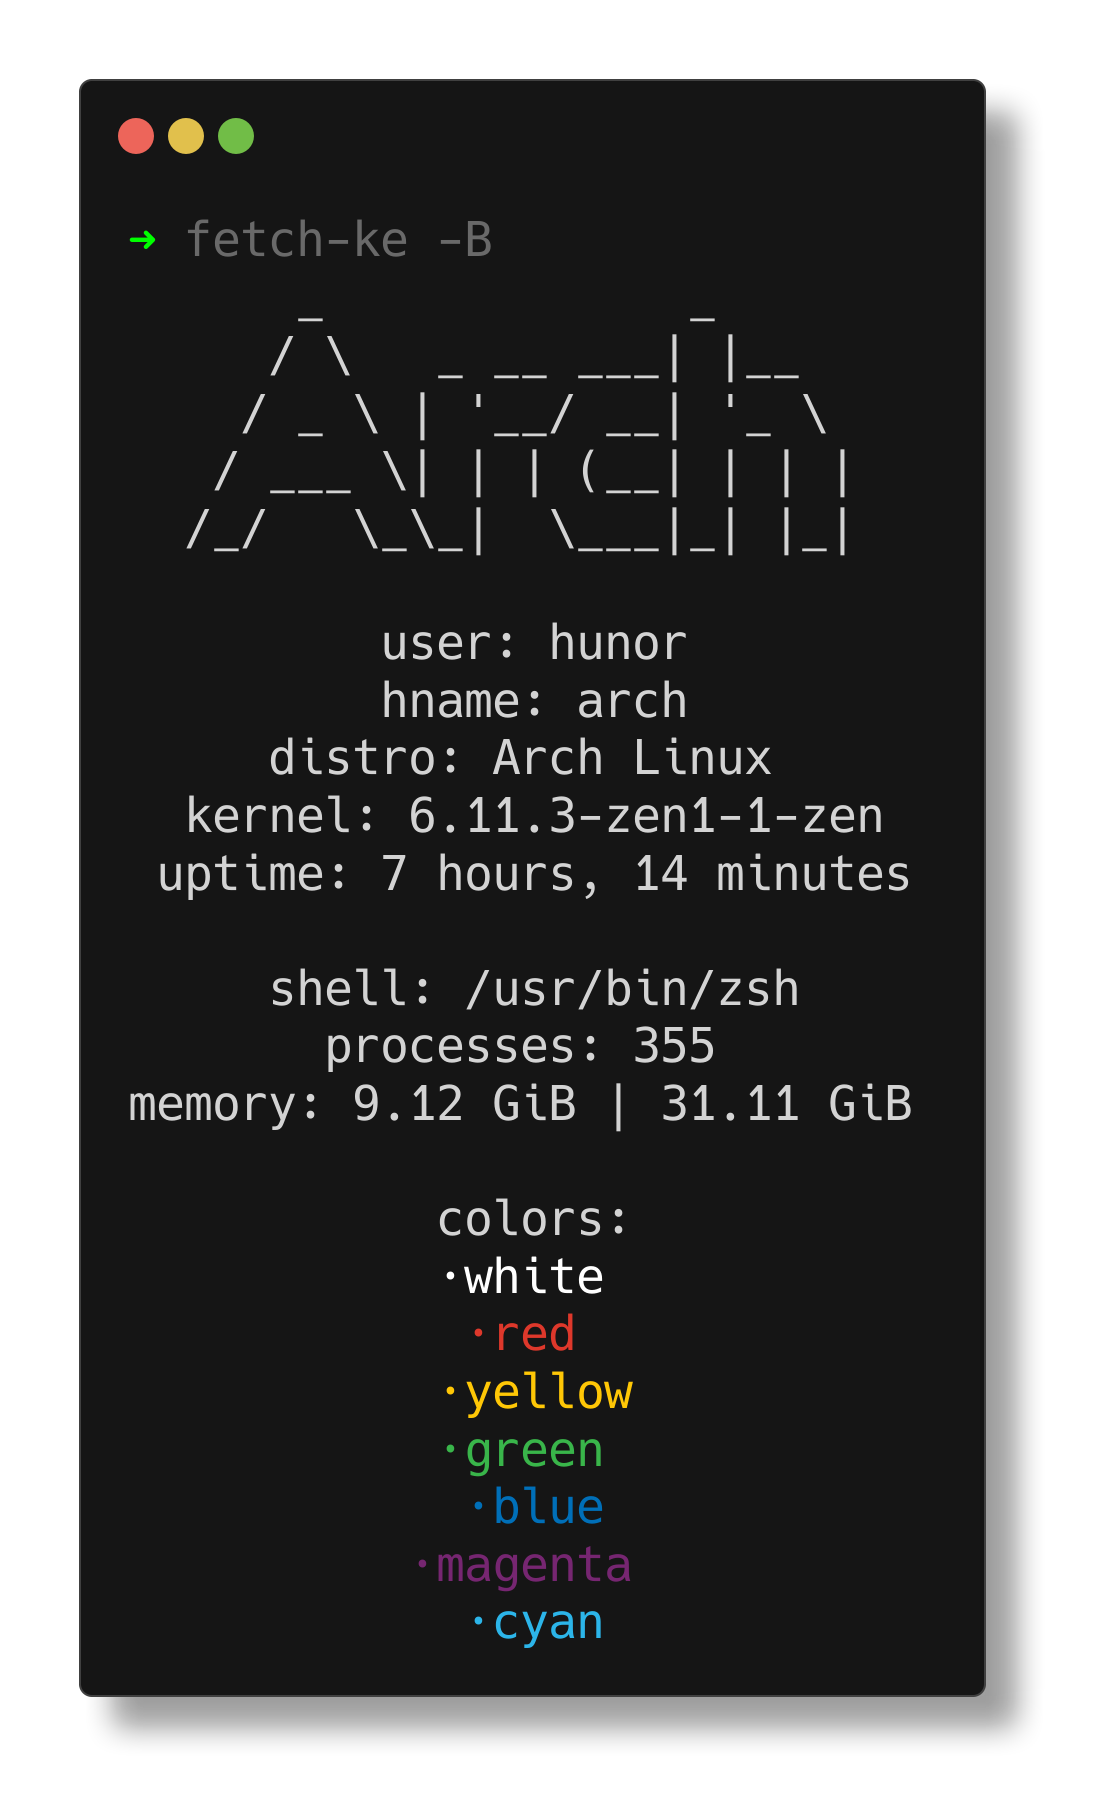 ➜ fetch-ke -B
      _             _
     / \   _ __ ___| |__
    / _ \ | '__/ __| '_ \
   / ___ \| | | (__| | | |
  /_/   \_\_|  \___|_| |_|
user: hunor
hname: arch
distro: Arch Linux
kernel: 6.11.3-zen1-1-zen
uptime: 7 hours, 14 minutes
shell: /usr/bin/zsh
processes: 355
memory: 9.12 GiB | 31.11 GiB
colors:
·white
·red
·yellow
·green
·blue
·magenta
·cyan